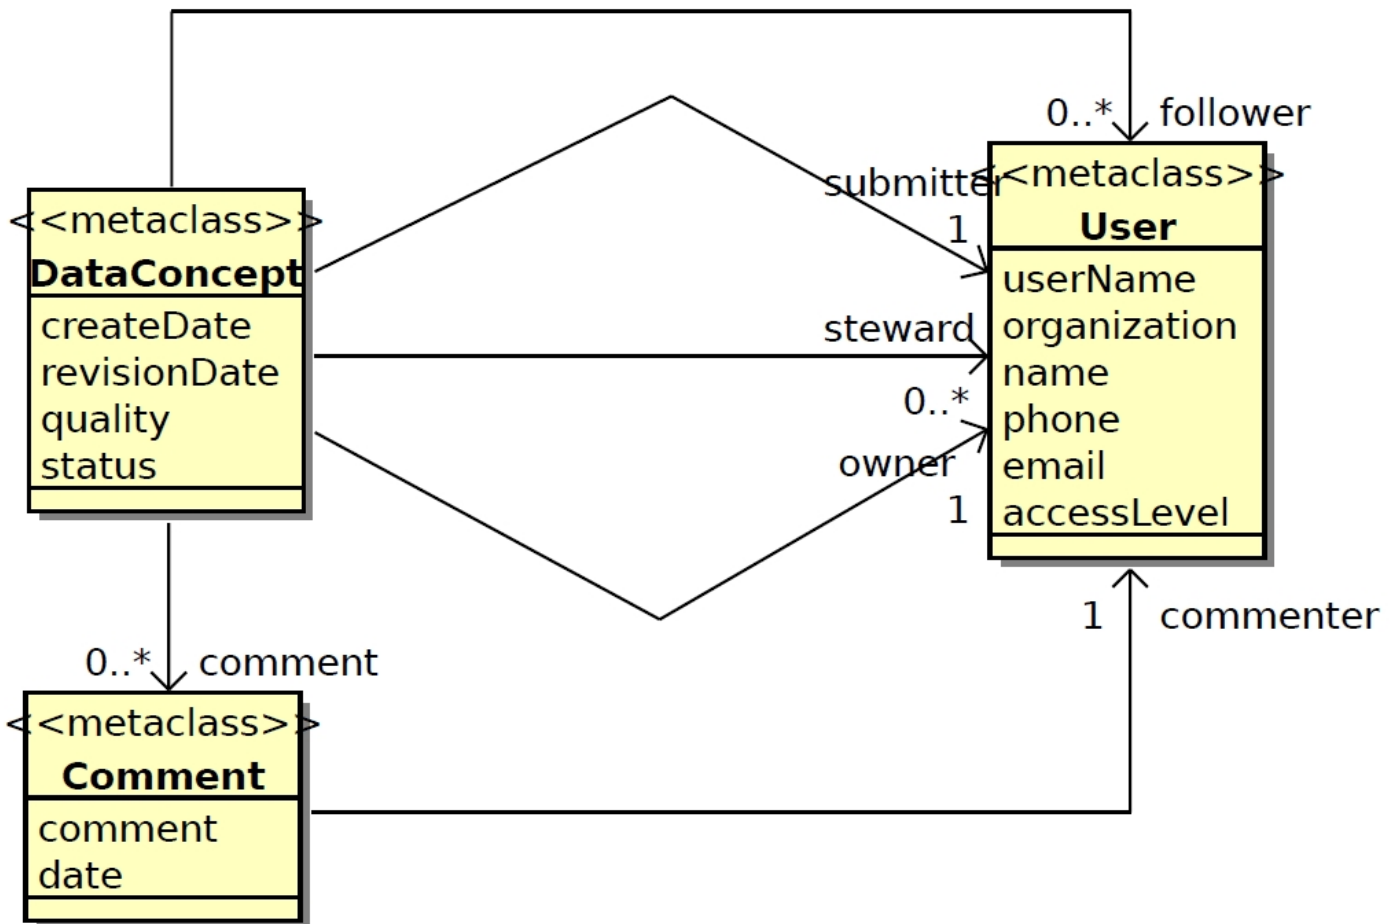 0..* follower
<<metaclass>>
User
userName
organization
name
phone
email
accessLevel
submitter
1
steward
0..*
owner
1
<<metaclass>>
DataConcept
createDate
revisionDate
quality
status
0..* comment
1 commenter
<<metaclass>>
Comment
comment
date